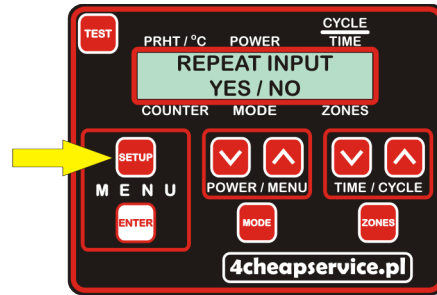 CYCLE
TEST
PRHT / °C POWER TIME
REPEAT INPUT
YES / NO
COUNTER MODE ZONES
SETUP
M E N U
POWER / MENU TIME / CYCLE
ENTER
MODE ZONES
4cheapservice.pl